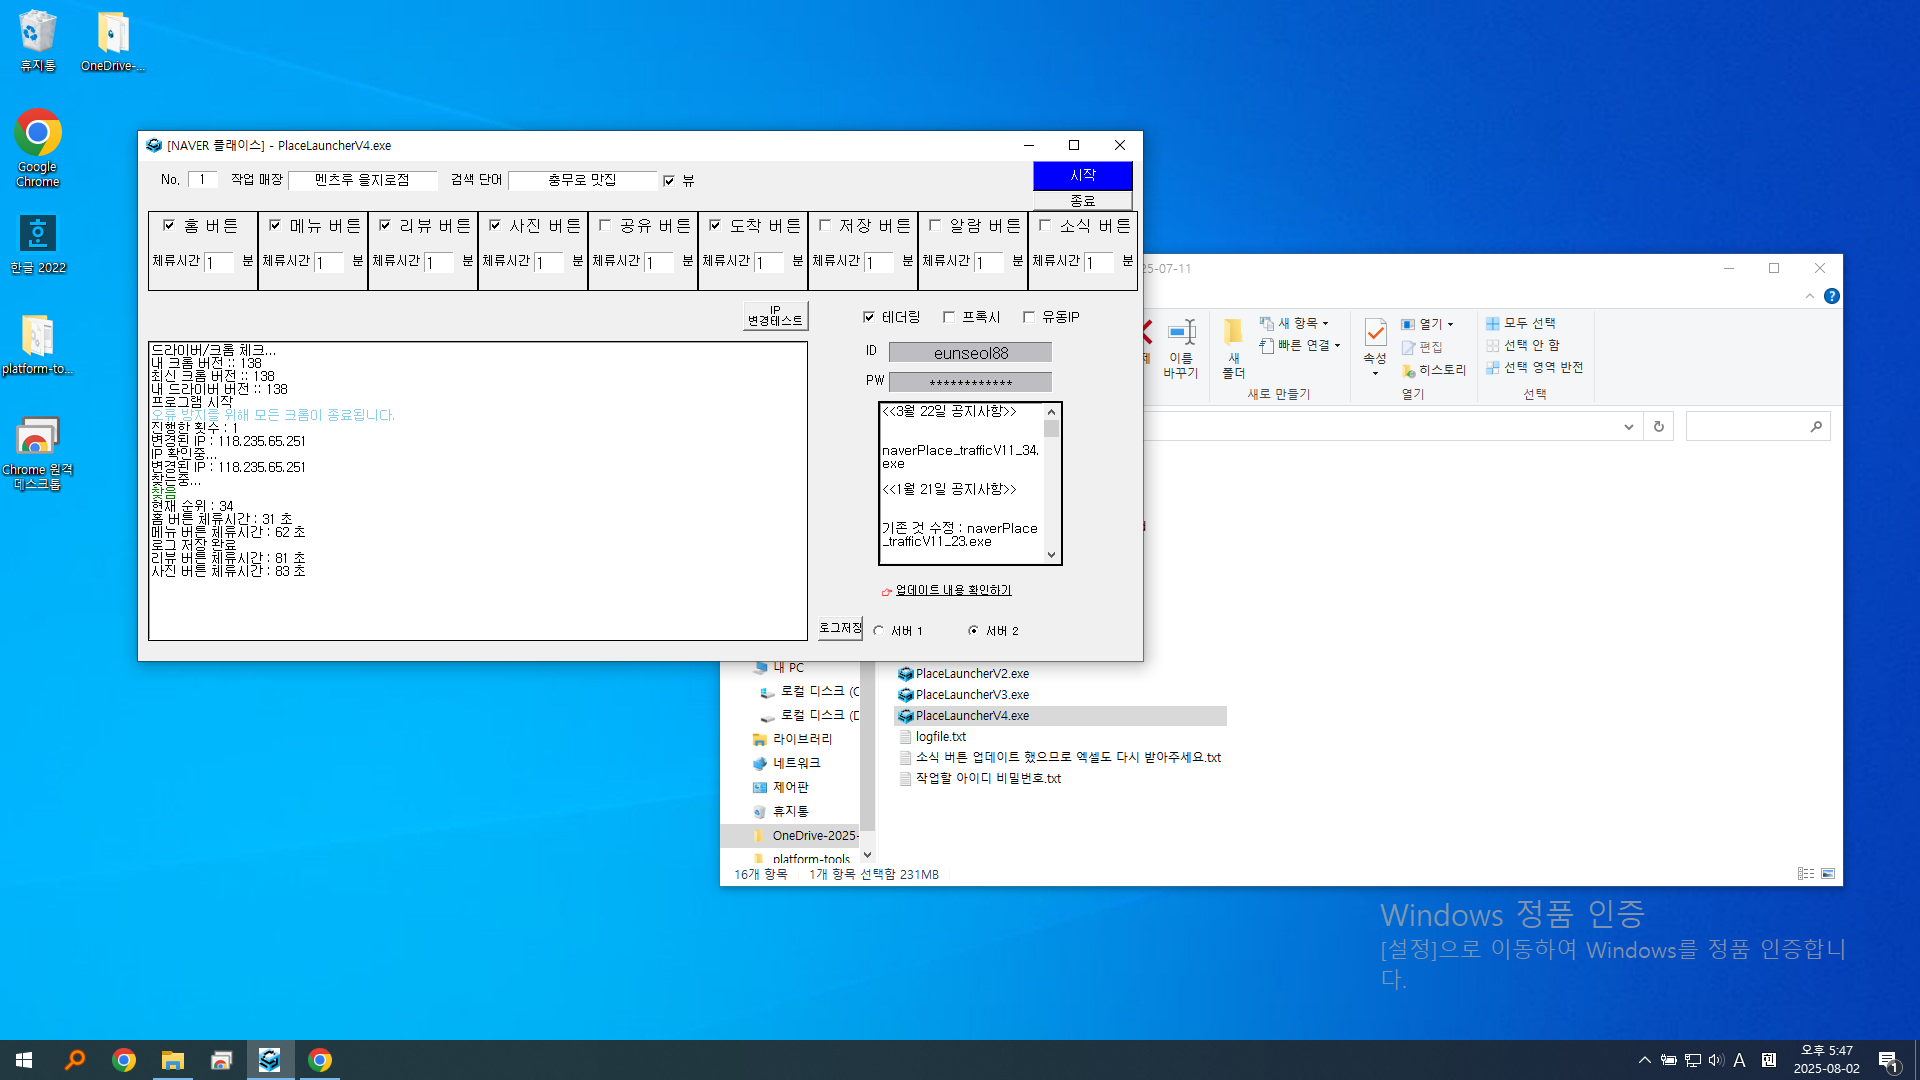 휴지통
OneDrive-...
Google
Chrome
한글 2022
platform-to...
Chrome 원격
데스크톱
[NAVER 플래이스] - PlaceLauncherV4.exe
No. 1 작업 매장 멘츠루 을지로점 검색 단어 충무로 맛집 뷰
시작
종료
홈 버튼 메뉴 버튼 리뷰 버튼 사진 버튼 공유 버튼 도착 버튼 저장 버튼 알람 버튼 소식 버튼
체류시간 1 분 체류시간 1 분 체류시간 1 분 체류시간 1 분 체류시간 1 분 체류시간 1 분 체류시간 1 분 체류시간 1 분 체류시간 1 분
IP
변경테스트
테더링 프록시 유동IP
드라이버/크롬 체크...
내 크롬 버전 :: 138
최신 크롬 버전 :: 138
내 드라이버 버전 :: 138
프로그램 시작
오류 방지를 위해 모든 크롬이 종료됩니다.
진행한 횟수 : 1
변경된 IP : 118.235.65.251
IP 확인중...
변경된 IP : 118.235.65.251
찾는중...
찾음
현재 순위 : 34
홈 버튼 체류시간 : 31 초
메뉴 버튼 체류시간 : 62 초
로그 저장 완료
리뷰 버튼 체류시간 : 81 초
사진 버튼 체류시간 : 83 초
ID eunseol88
PW ************
<<3월 22일 공지사항>>
naverPlace_trafficV11_34.
exe
<<1월 21일 공지사항>>
기존 것 수정 : naverPlace
_trafficV11_23.exe
업데이트 내용 확인하기
로그저장 서버 1 서버 2
25-07-11
이름
바꾸기
새
폴더
새 항목
빠른 연결
새로 만들기
속성
열기
편집
히스토리
열기
모두 선택
선택 안 함
선택 영역 반전
선택
내 PC
로컬 디스크 (C
로컬 디스크 (D
라이브러리
네트워크
제어판
휴지통
OneDrive-2025-
platform-tools
PlaceLauncherV2.exe
PlaceLauncherV3.exe
PlaceLauncherV4.exe
logfile.txt
소식 버튼 업데이트 했으므로 엑셀도 다시 받아주세요.txt
작업할 아이디 비밀번호.txt
16개 항목 1개 항목 선택함 231MB
Windows 정품 인증
[설정]으로 이동하여 Windows를 정품 인증합니
다.
A
오후 5:47
2025-08-02
1